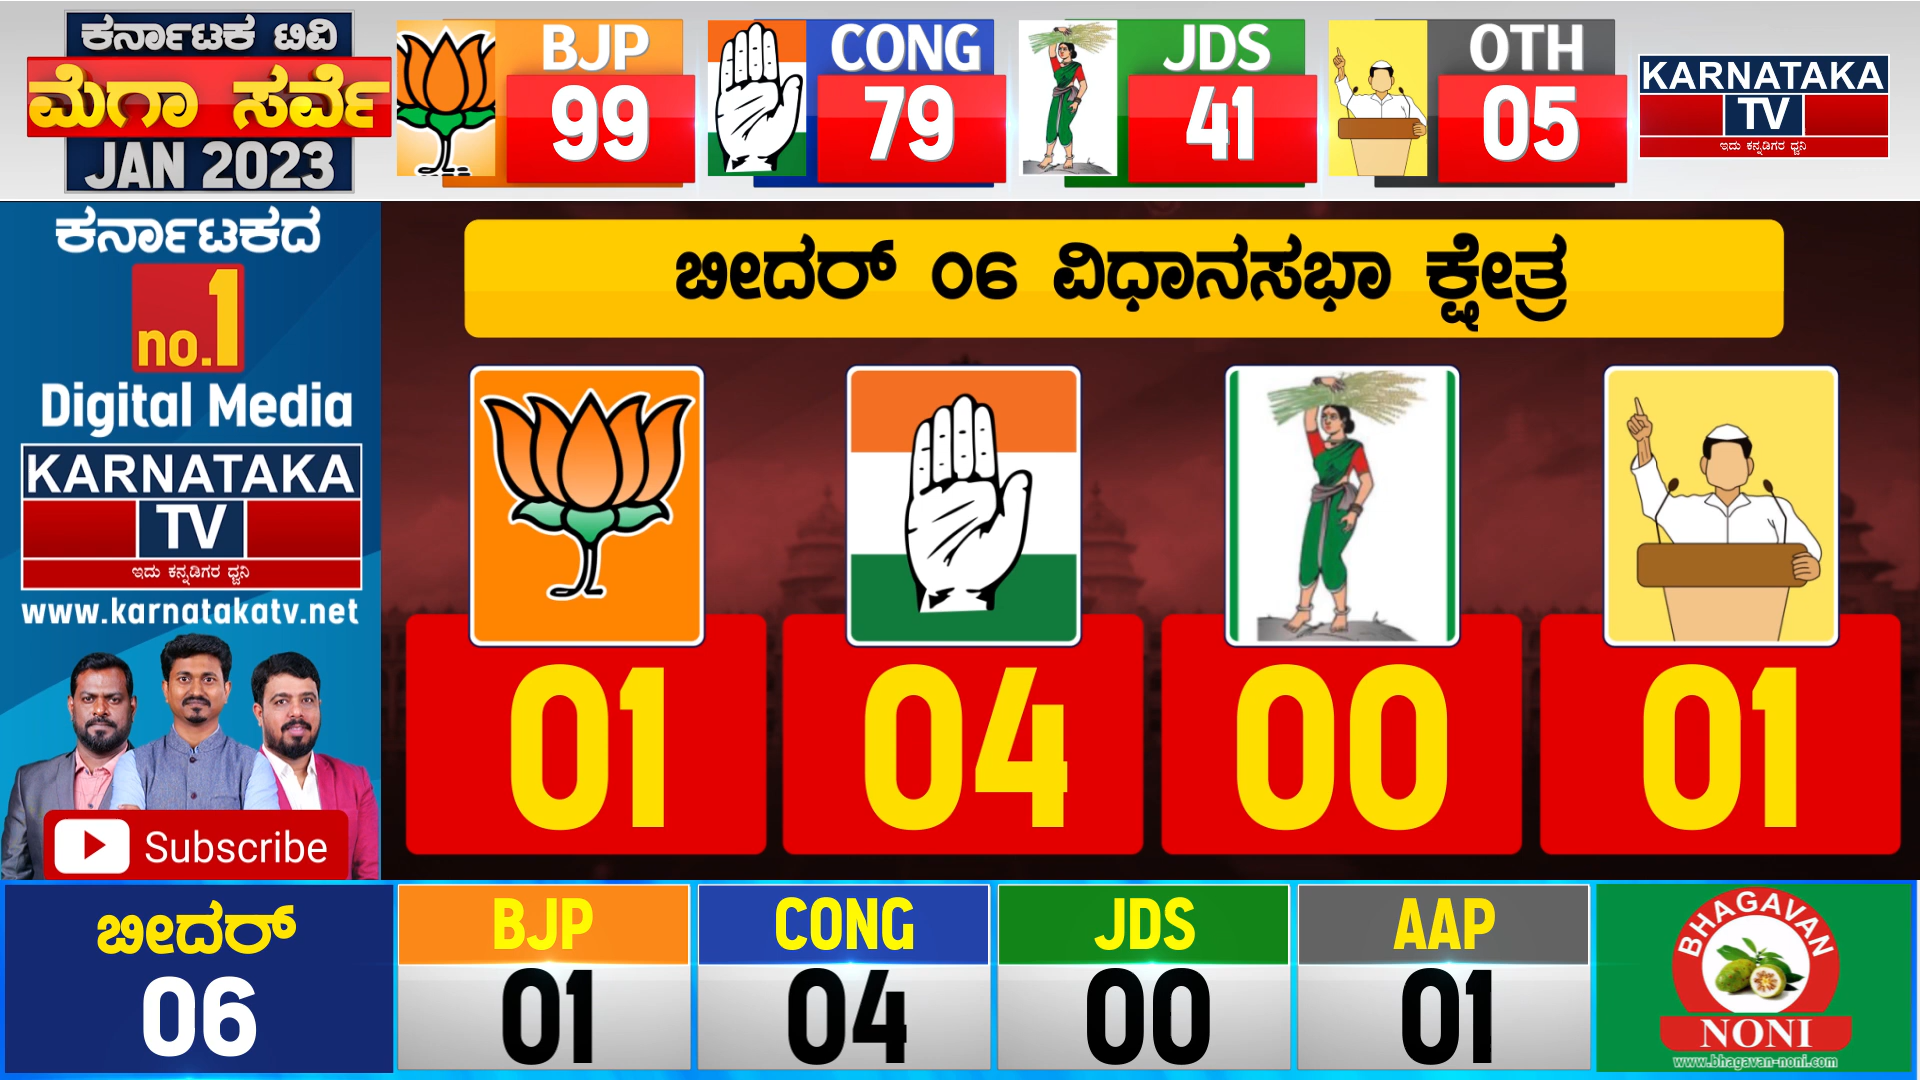 ಕರ್ನಾಟಕ ಟಿವಿ
ಮೆಗಾ ಸರ್ವೆ
JAN 2023
BJP
99
CONG
79
JDS
41
OTH
05
KARNATAKA
TV
ಇದು ಕನ್ನಡಿಗರ ಧ್ವನಿ
ಕರ್ನಾಟಕದ
no.1
Digital Media
KARNATAKA
TV
ಇದು ಕನ್ನಡಿಗರ ಧ್ವನಿ
www.karnatakatv.net
Subscribe
ಬೀದರ್ 06 ವಿಧಾನಸಭಾ ಕ್ಷೇತ್ರ
01
04
00
01
ಬೀದರ್
06
BJP
01
CONG
04
JDS
00
AAP
01
BHAGAVAN
NONI
www.bhagavan-noni.com